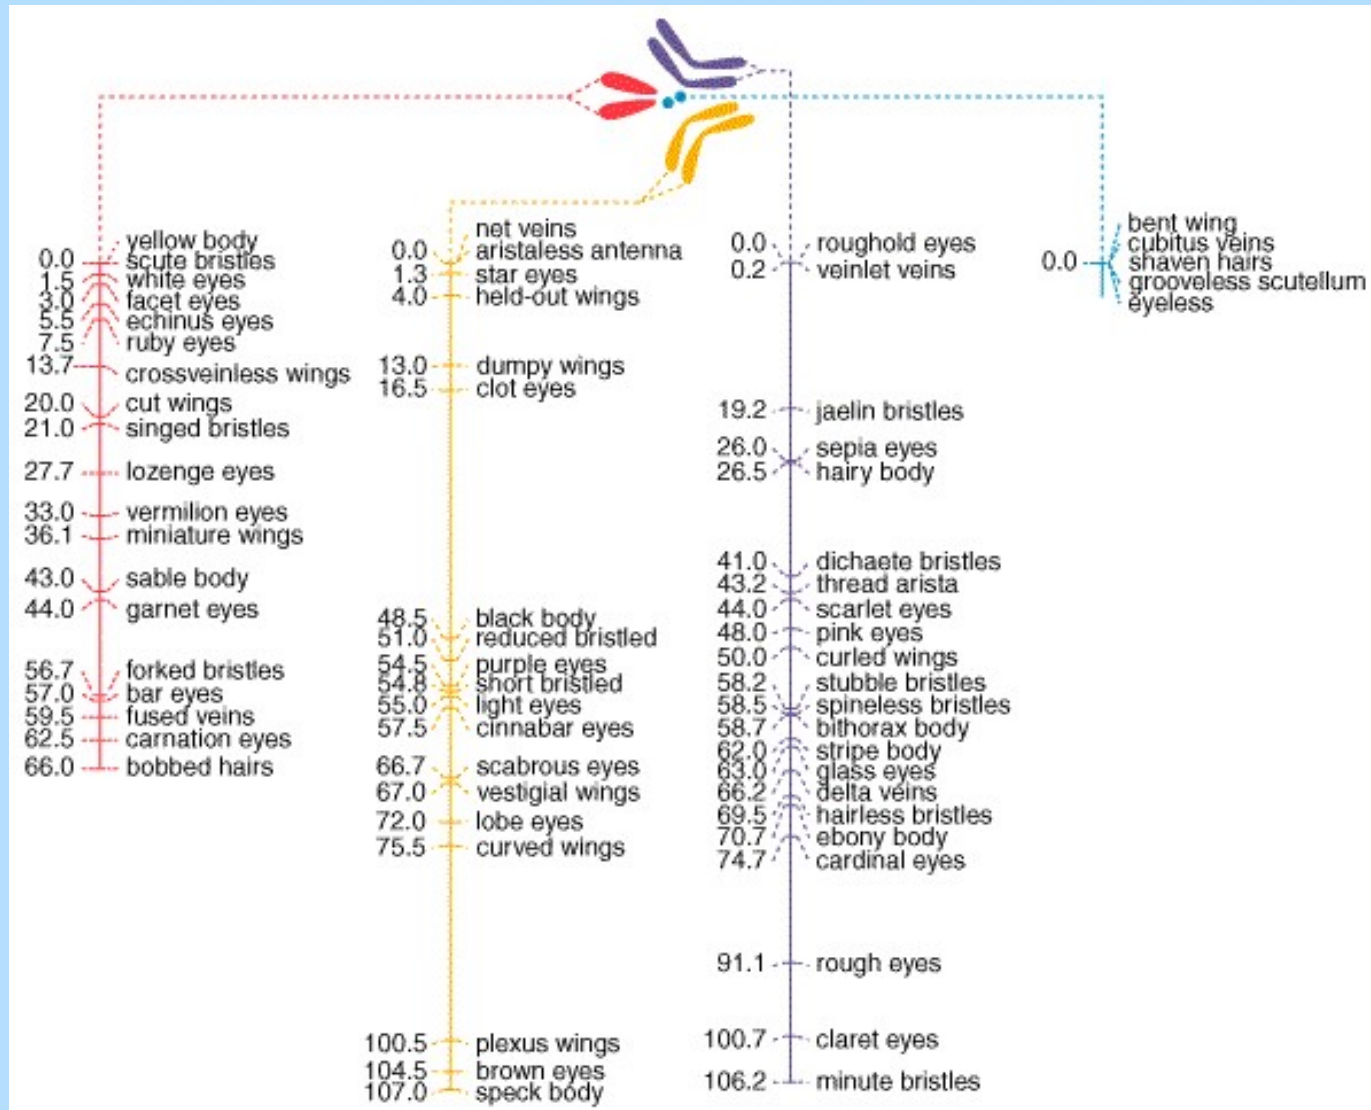 0.0 yellow body
scute bristles
1.5 white eyes
3.0 facet eyes
5.5 echinus eyes
7.5 ruby eyes
13.7 crossveinless wings
20.0 cut wings
21.0 singed bristles
27.7 lozenge eyes
33.0 vermilion eyes
36.1 miniature wings
43.0 sable body
44.0 garnet eyes
56.7 forked bristles
57.0 bar eyes
59.5 fused veins
62.5 carnation eyes
66.0 bobbed hairs
net veins
0.0 aristaless antenna
1.3 star eyes
4.0 held-out wings
13.0 dumpy wings
16.5 clot eyes
48.5 black body
51.0 reduced bristled
54.5 purple eyes
54.8 short bristled
55.0 light eyes
57.5 cinnabar eyes
66.7 scabrous eyes
67.0 vestigial wings
72.0 lobe eyes
75.5 curved wings
100.5 plexus wings
104.5 brown eyes
107.0 speck body
0.0 roughold eyes
0.2 veinlet veins
19.2 jaelin bristles
26.0 sepia eyes
26.5 hairy body
41.0 dichaete bristles
43.2 thread arista
44.0 scarlet eyes
48.0 pink eyes
50.0 curled wings
58.2 stubble bristles
58.5 spineless bristles
58.7 bithorax body
62.0 stripe body
63.0 glass eyes
66.2 delta veins
69.5 hairless bristles
70.7 ebony body
74.7 cardinal eyes
91.1 rough eyes
100.7 claret eyes
106.2 minute bristles
bent wing
cubitus veins
0.0 shaven hairs
grooveless scutellum
eyeless